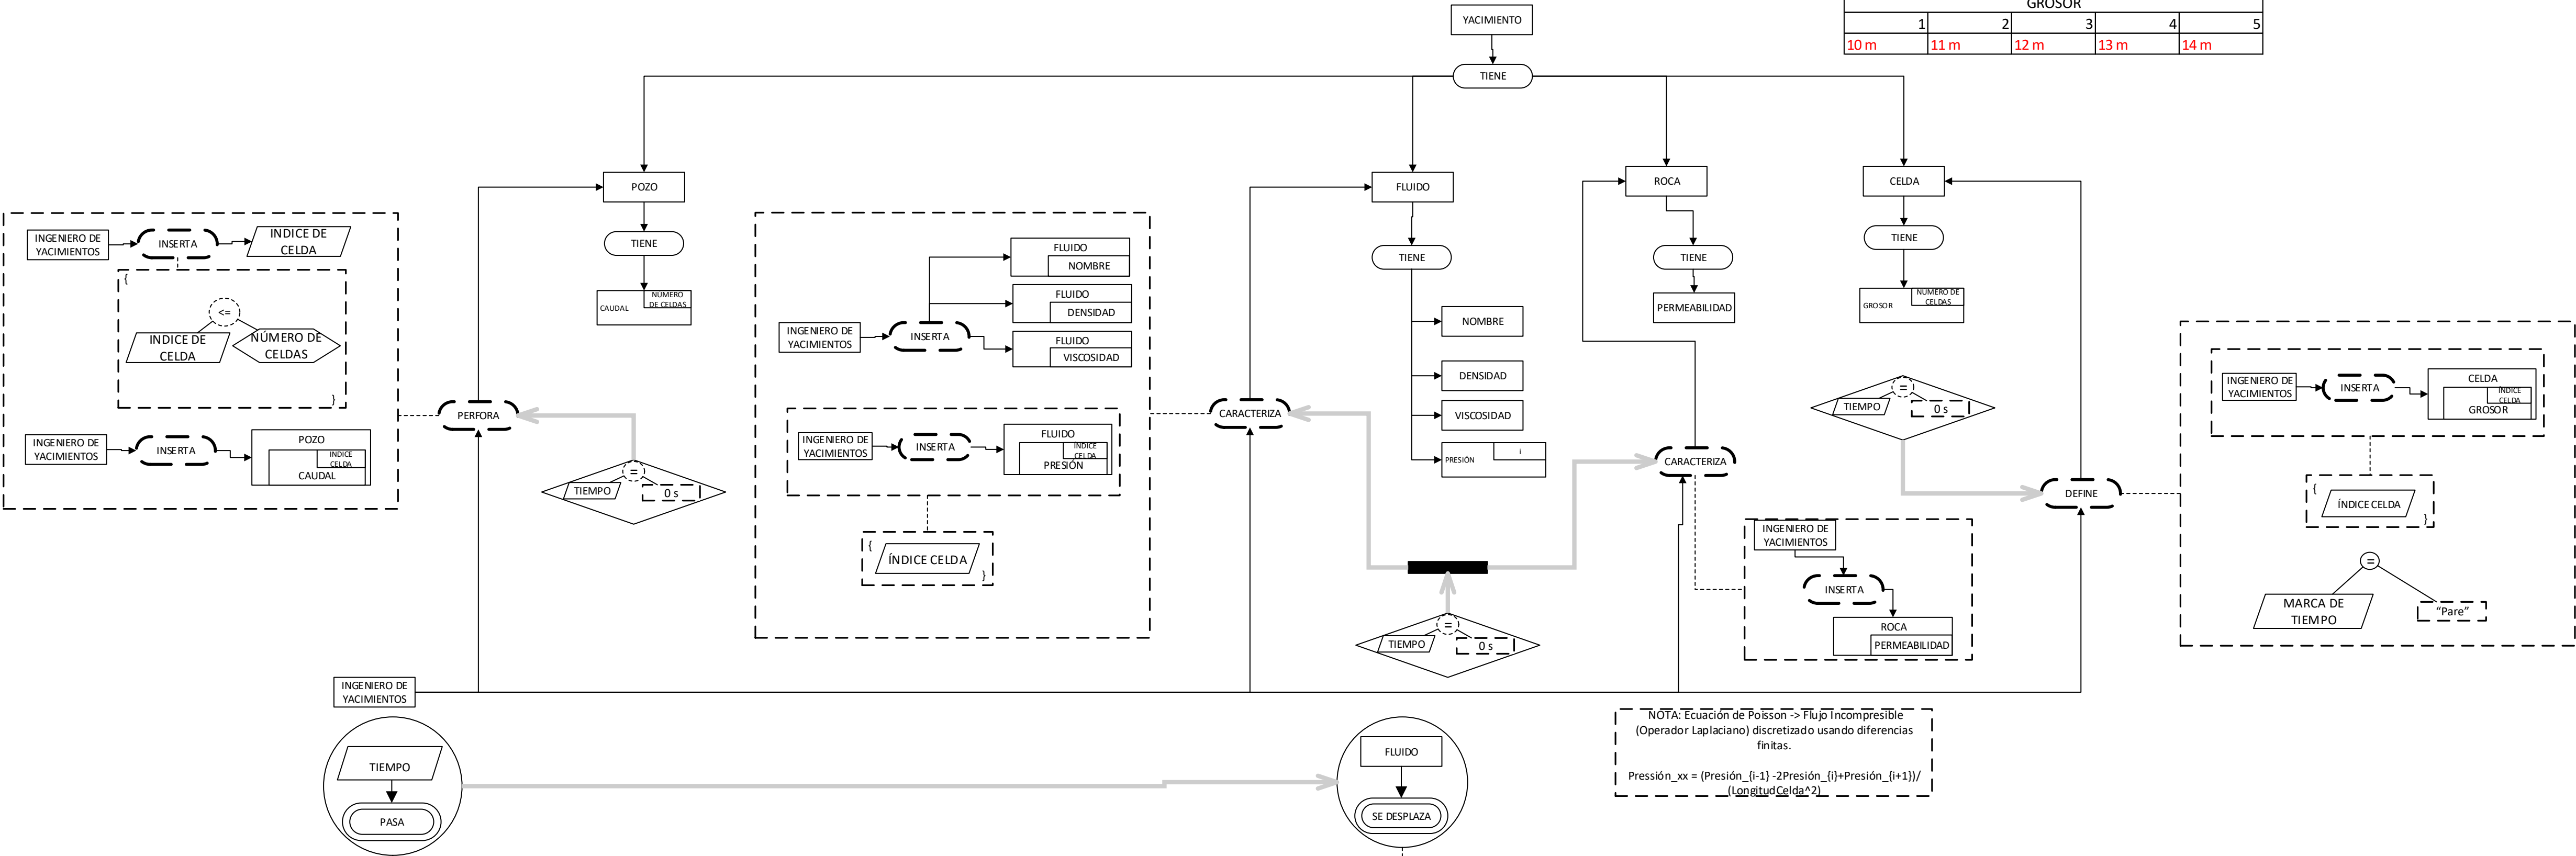 GROSOR
1 2 3 4 5
10 m 11 m 12 m 13 m 14 m
YACIMIENTO
TIENE
POZO
TIENE
CAUDAL
NÚMERO
DE CELDAS
FLUIDO
TIENE
NOMBRE
DENSIDAD
VISCOSIDAD
PRESIÓN
i
ROCA
TIENE
PERMEABILIDAD
CELDA
TIENE
GROSOR
NÚMERO DE
CELDAS
INGENIERO DE
YACIMIENTOS
INSERTA
INDICE DE
CELDA
{
<=
INDICE DE
CELDA
NÚMERO DE
CELDAS
}
INGENIERO DE
YACIMIENTOS
INSERTA
POZO
INDICE
CELDA
CAUDAL
PERFORA
=
TIEMPO
0 s
INGENIERO DE
YACIMIENTOS
INSERTA
FLUIDO
NOMBRE
FLUIDO
DENSIDAD
FLUIDO
VISCOSIDAD
INGENIERO DE
YACIMIENTOS
INSERTA
FLUIDO
ÍNDICE
CELDA
PRESIÓN
{
ÍNDICE CELDA
}
CARACTERIZA
=
TIEMPO
0 s
CARACTERIZA
INGENIERO DE
YACIMIENTOS
INSERTA
ROCA
PERMEABILIDAD
=
TIEMPO
0 s
DEFINE
INGENIERO DE
YACIMIENTOS
INSERTA
CELDA
ÍNDICE
CELDA
GROSOR
{
ÍNDICE CELDA
}
=
MARCA DE
TIEMPO
“Pare”
INGENIERO DE
YACIMIENTOS
TIEMPO
PASA
FLUIDO
SE DESPLAZA
NOTA: Ecuación de Poisson -> Flujo Incompresible
(Operador Laplaciano) discretizado usando diferencias
finitas.
Pressión_xx = (Presión_{i-1} -2Presión_{i}+Presión_{i+1})/
(LongitudCelda^2)